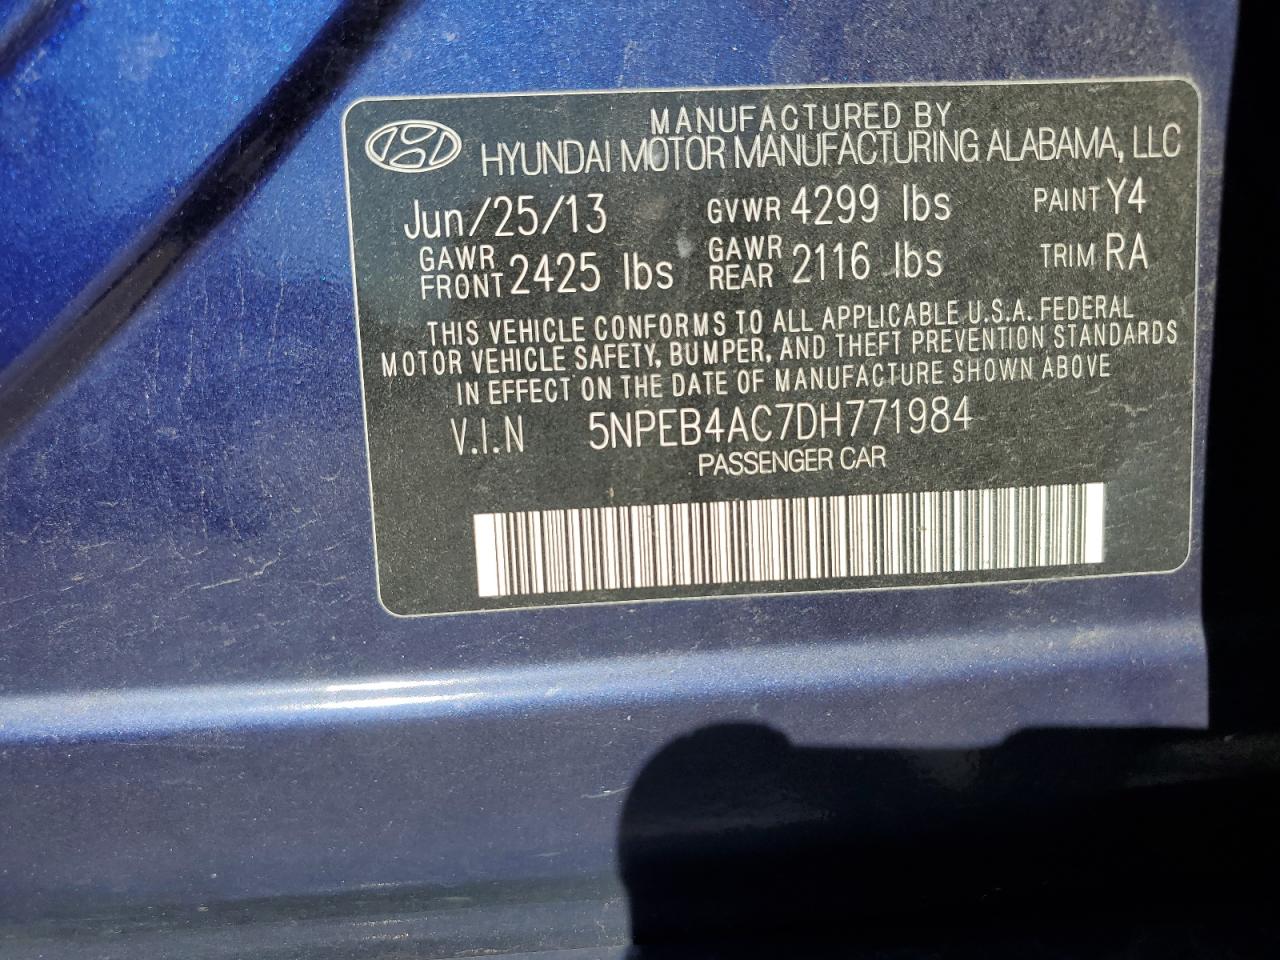 MANUFACTURED BY
HYUNDAI MOTOR MANUFACTURING ALABAMA, LLC
Jun/25/13 GVWR 4299 lbs PAINT Y4
GAWR FRONT 2425 lbs GAWR REAR 2116 lbs TRIM RA
THIS VEHICLE CONFORMS TO ALL APPLICABLE U.S.A. FEDERAL
MOTOR VEHICLE SAFETY, BUMPER, AND THEFT PREVENTION STANDARDS
IN EFFECT ON THE DATE OF MANUFACTURE SHOWN ABOVE
V.I.N 5NPEB4AC7DH771984
PASSENGER CAR